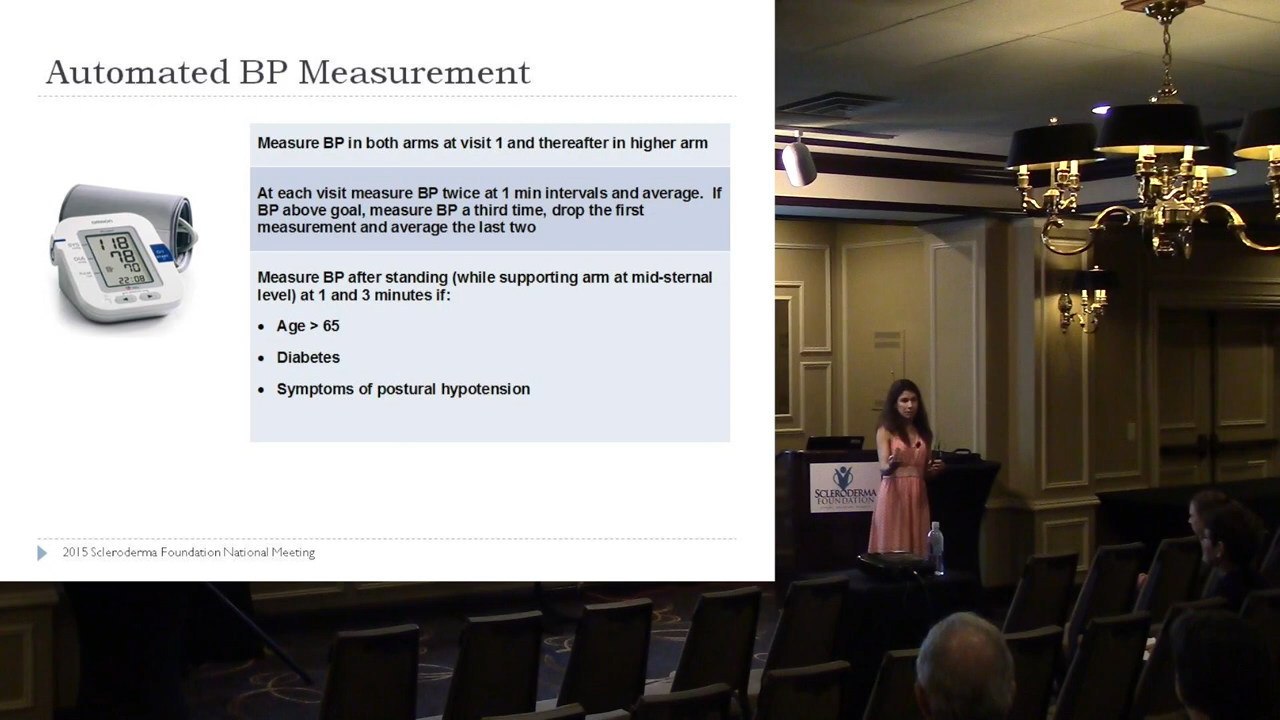 Automated BP Measurement
Measure BP in both arms at visit 1 and thereafter in higher arm
At each visit measure BP twice at 1 min intervals and average.  If
BP above goal, measure BP a third time, drop the first
measurement and average the last two
Measure BP after standing (while supporting arm at mid-sternal
level) at 1 and 3 minutes if:
• Age > 65
• Diabetes
• Symptoms of postural hypotension
OMRON
118
78
70
22:08
2015 Scleroderma Foundation National Meeting
SCLERODERMA
FOUNDATION